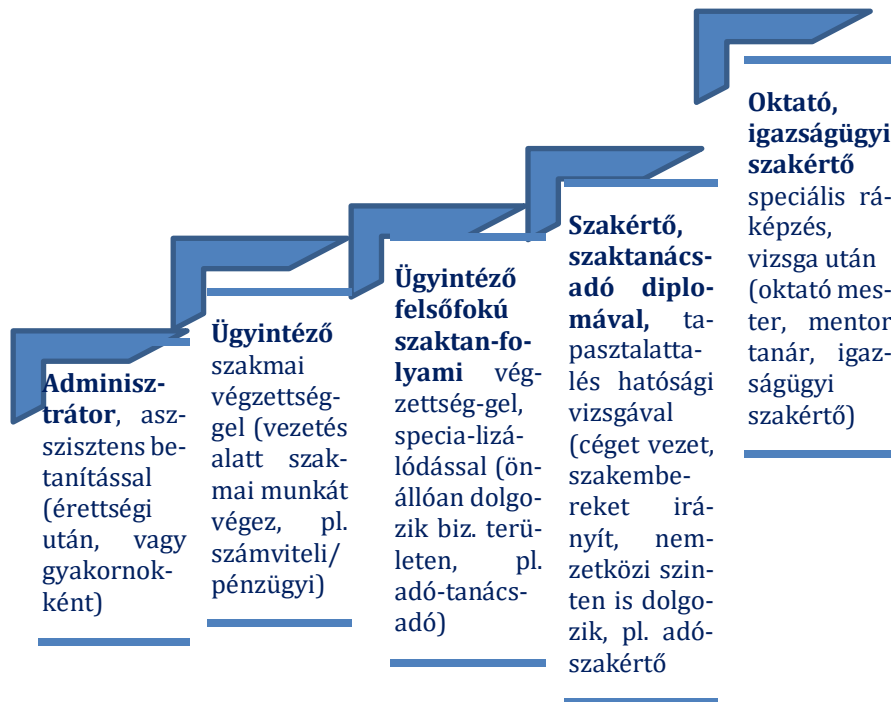 Adminisz-
trátor, asz-
szisztens be-
tanítással
(érettségi
után, vagy
gyakornok-
ként)
Ügyintéző
szakmai
végzettség-
gel (vezetés
alatt szak-
mai munkát
végez, pl.
számviteli/
pénzügyi)
Ügyintéző
felsőfokú
szaktan-fo-
lyami vég-
zettség-gel,
specia-lizá-
lódással (ön-
állóan dolgo-
zik biz. terü-
leten, pl.
adó-tanács-
adó)
Szakértő,
szaktanács-
adó diplo-
mával, ta-
pasztalatta-
lés hatósági
vizsgával
(céget vezet,
szakembe-
reket irá-
nyít, nem-
zetközi szin-
ten is dolgo-
zik, pl. adó-
szakértő
Oktató,
igazságügyi
szakértő
speciális rá-
képzés,
vizsga után
(oktató mes-
ter, mentor
tanár, igaz-
ságügyi
szakértő)